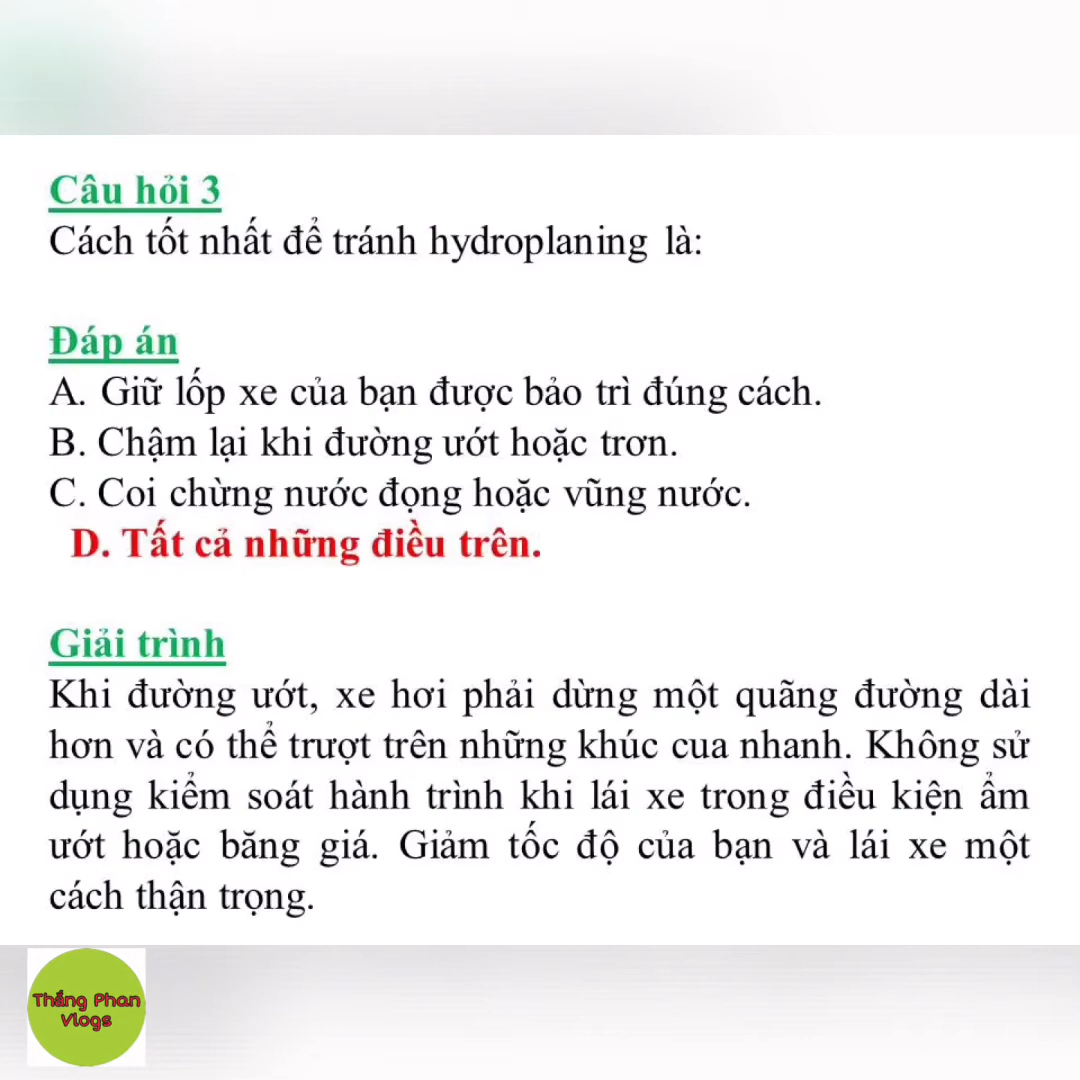 Câu hỏi 3
Cách tốt nhất để tránh hydroplaning là:
Đáp án
A. Giữ lốp xe của bạn được bảo trì đúng cách.
B. Chậm lại khi đường ướt hoặc trơn.
C. Coi chừng nước đọng hoặc vũng nước.
D. Tất cả những điều trên.
Giải trình
Khi đường ướt, xe hơi phải dừng một quãng đường dài
hơn và có thể trượt trên những khúc cua nhanh. Không sử
dụng kiểm soát hành trình khi lái xe trong điều kiện ẩm
ướt hoặc băng giá. Giảm tốc độ của bạn và lái xe một
cách thận trọng.
Thắng Phan
Vlogs